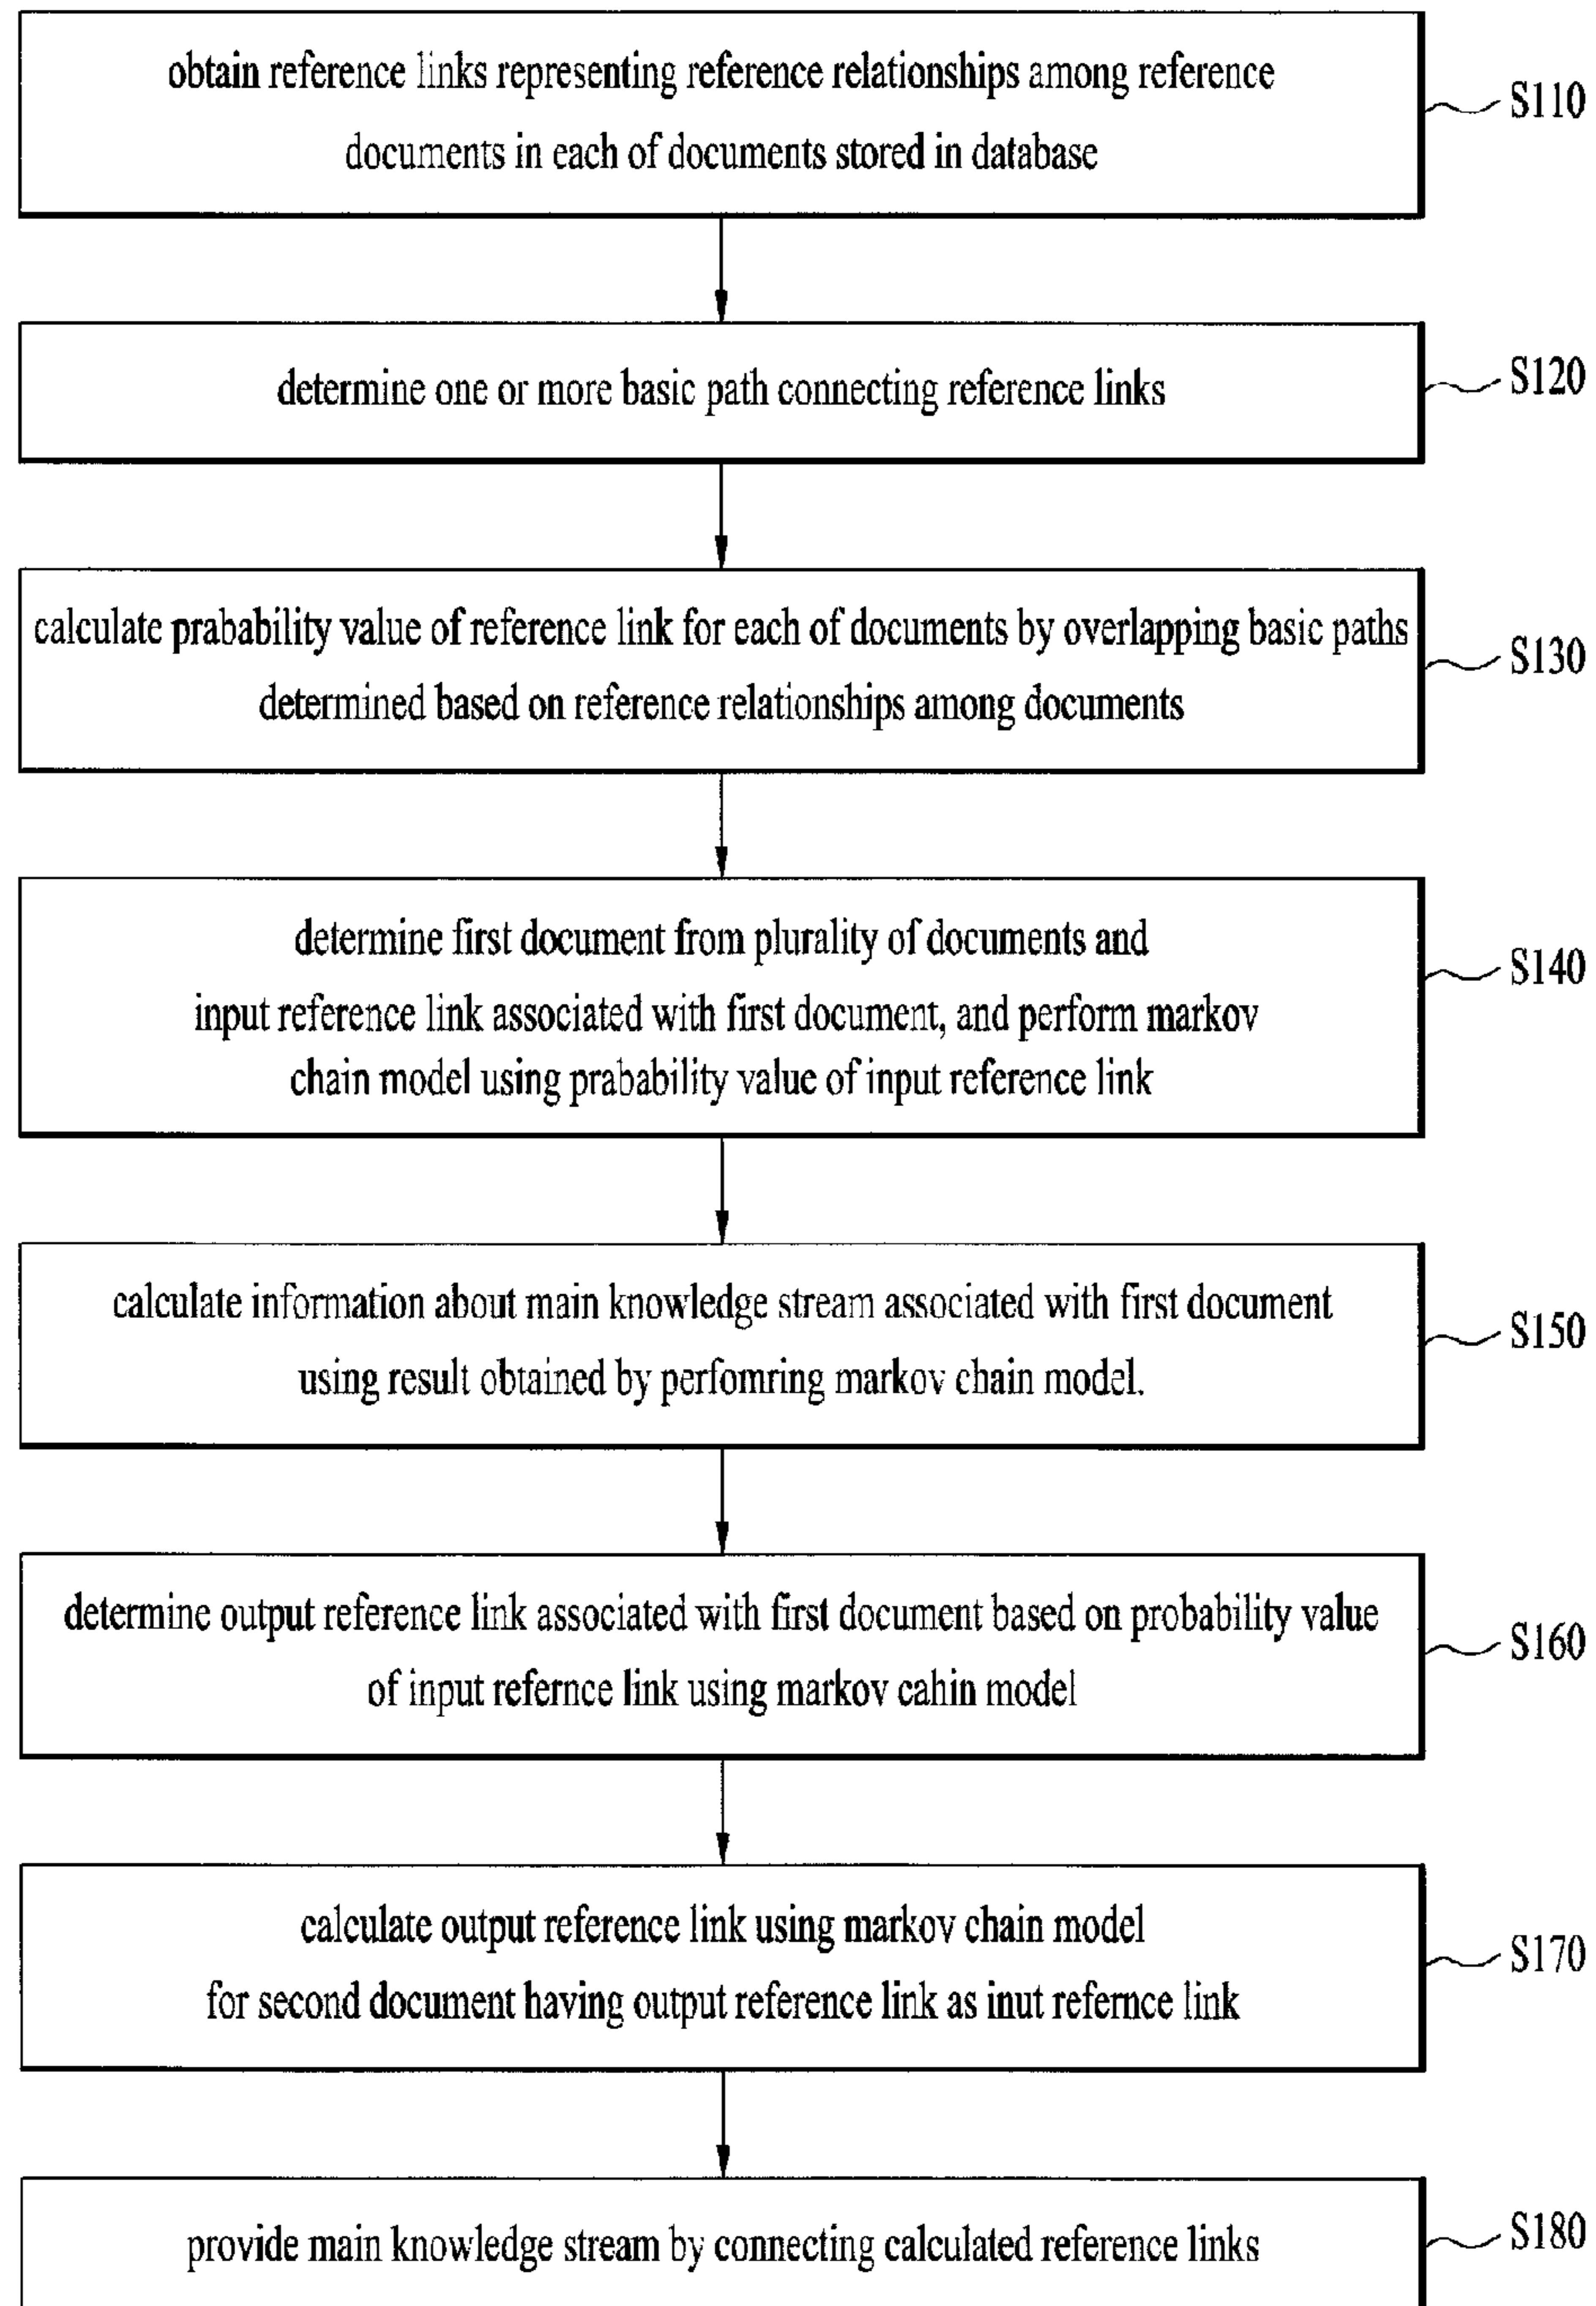 obtain reference links representing reference relationships among reference
documents in each of documents stored in database
S110
determine one or more basic path connecting reference links
S120
calculate prabability value of reference link for each of documents by overlapping basic paths
determined based on reference relationships among documents
S130
determine first document from plurality of documents and
input reference link associated with first document, and perform markov
chain model using prabability value of input reference link
S140
calculate information about main knowledge stream associated with first document
using result obtained by perfomring markov chain model.
S150
determine output reference link associated with first document based on probability value
of input refernce link using markov cahin model
S160
calculate output reference link using markov chain model
for second document having output reference link as inut refernce link
S170
provide main knowledge stream by connecting calculated reference links
S180